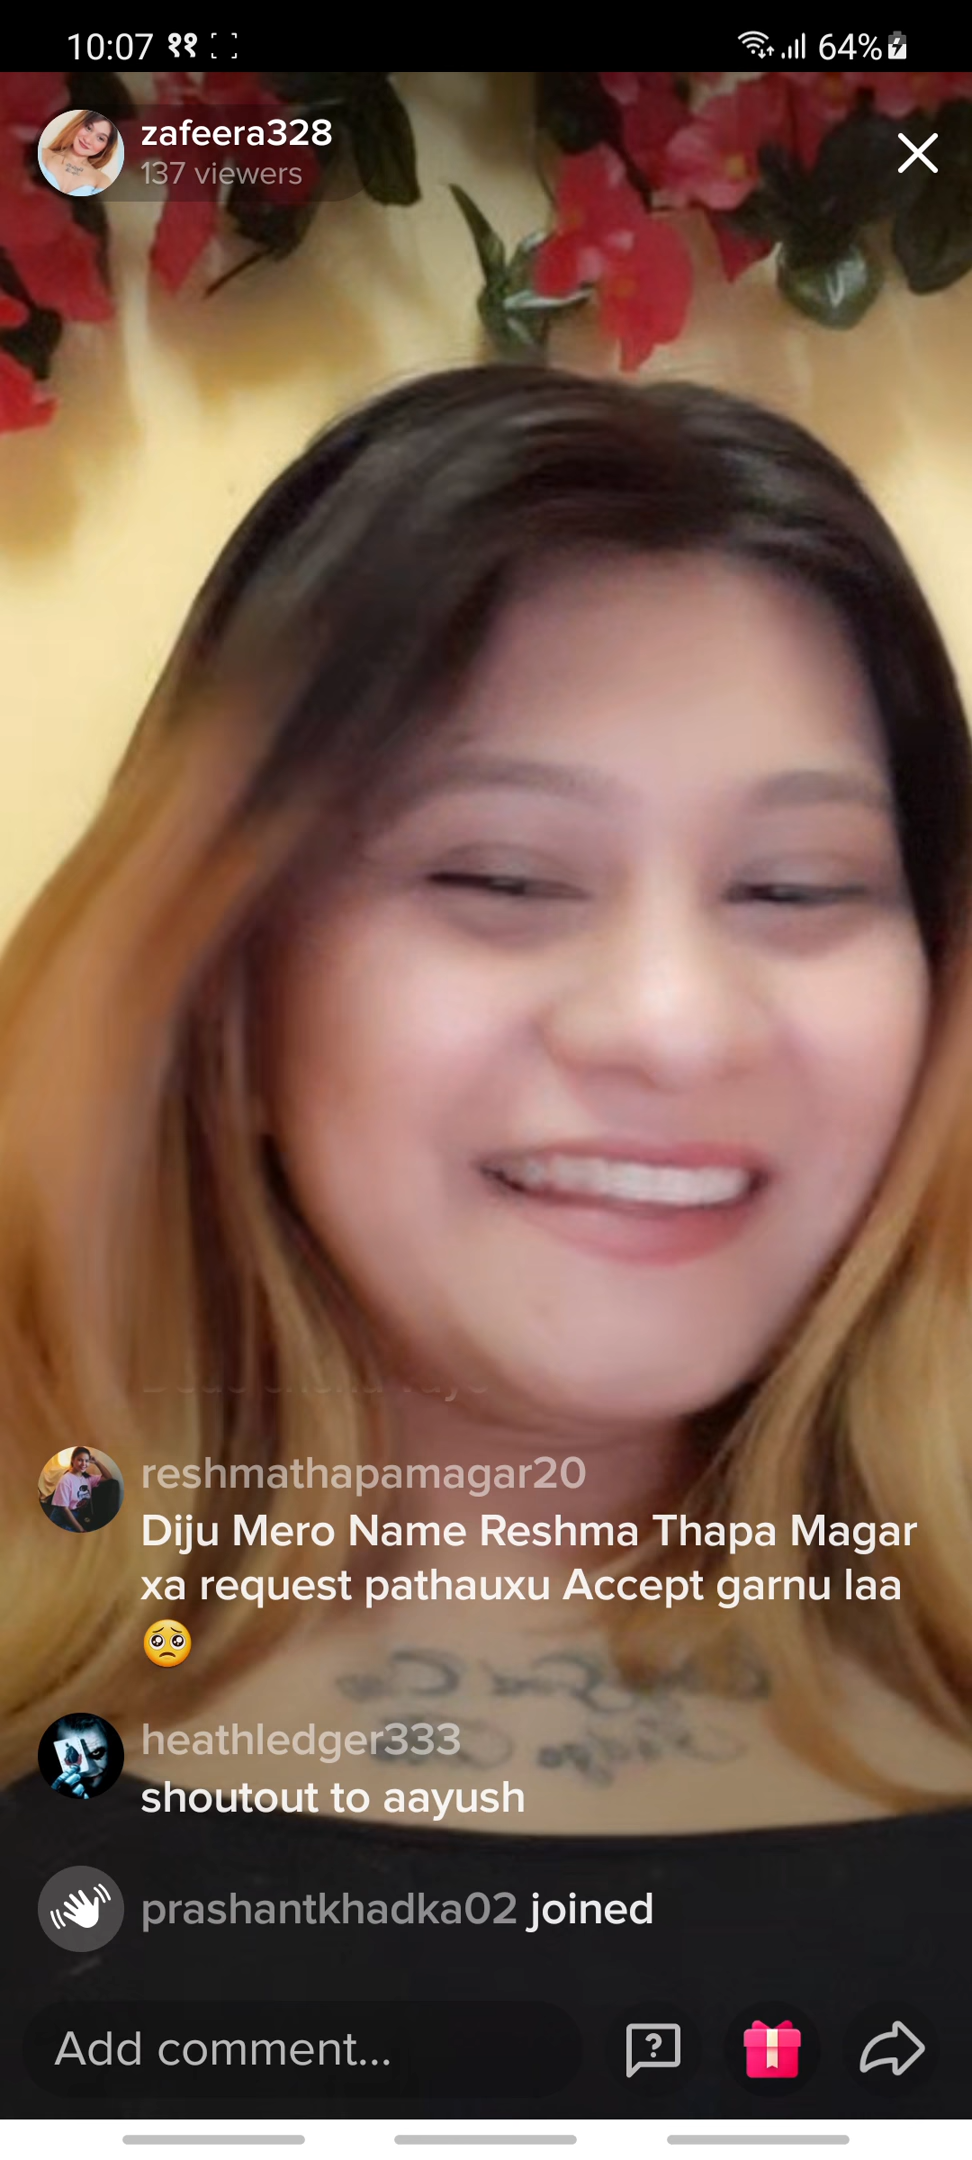 10:07
64%
zafeera328
137 viewers
reshmathapamagar20
Diju Mero Name Reshma Thapa Magar
xa request pathauxu Accept garnu laa
🥺
heathledger333
shoutout to aayush
prashantkhadka02 joined
Add comment...